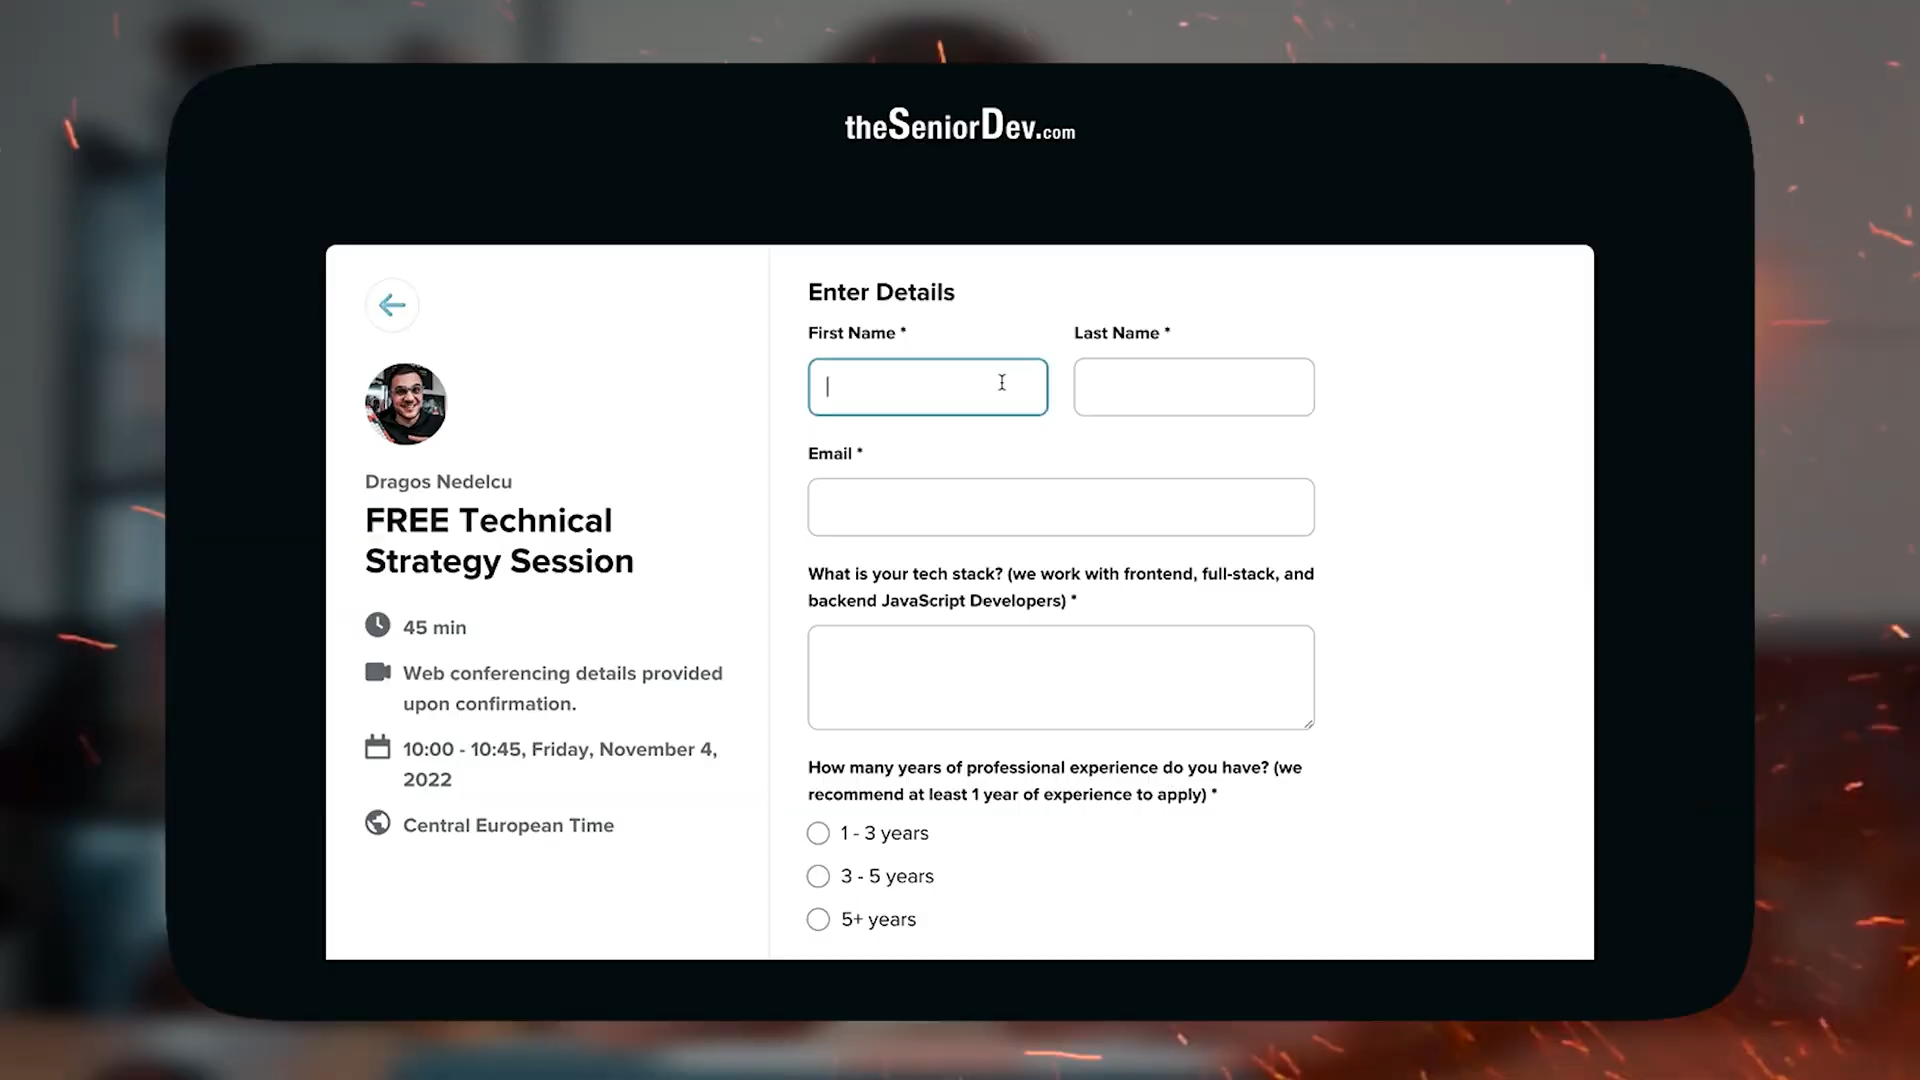 theSeniorDev.com
Dragos Nedelcu
FREE Technical
Strategy Session
45 min
Web conferencing details provided
upon confirmation.
10:00 - 10:45, Friday, November 4,
2022
Central European Time
Enter Details
First Name *
Last Name *
Email *
What is your tech stack? (we work with frontend, full-stack, and
backend JavaScript Developers) *
How many years of professional experience do you have? (we
recommend at least 1 year of experience to apply) *
1 - 3 years
3 - 5 years
5+ years